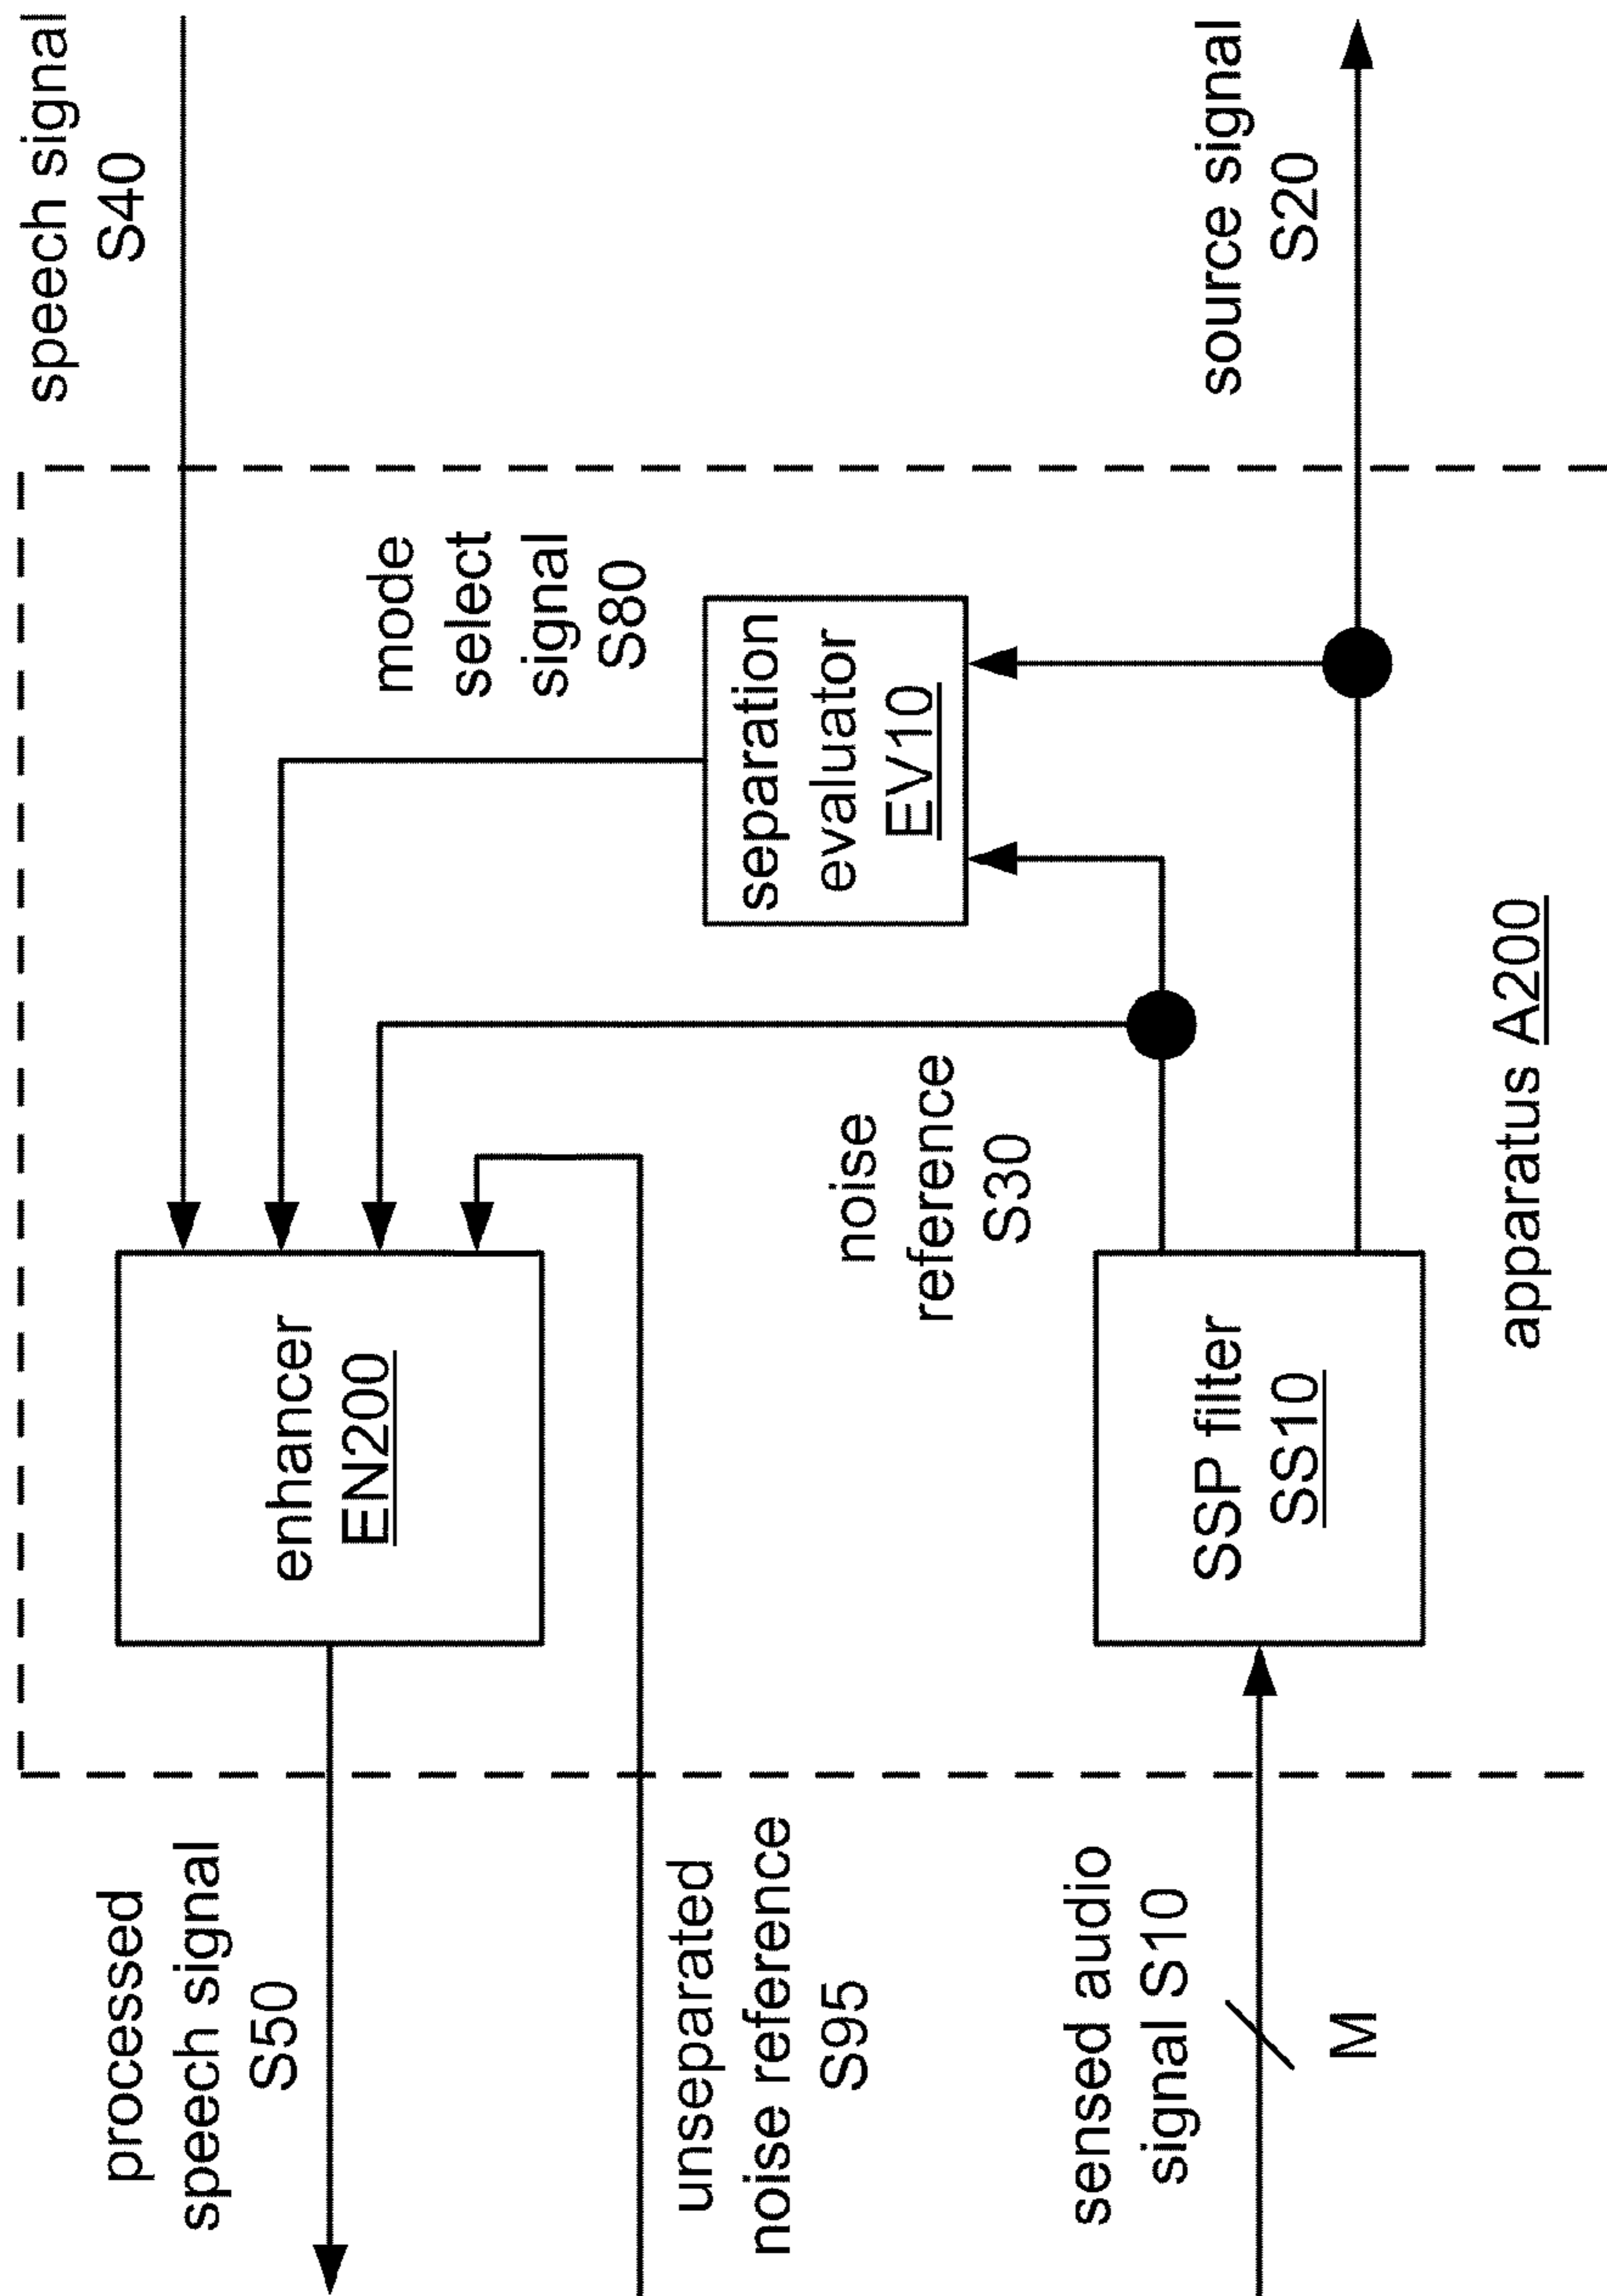 processed
speech signal
S50
unseparated
noise reference
S95
sensed audio
signal S10
M
enhancer
EN200
SSP filter
SS10
noise
reference
S30
mode
select
signal
S80
separation
evaluator
EV10
speech signal
S40
source signal
S20
apparatus A200